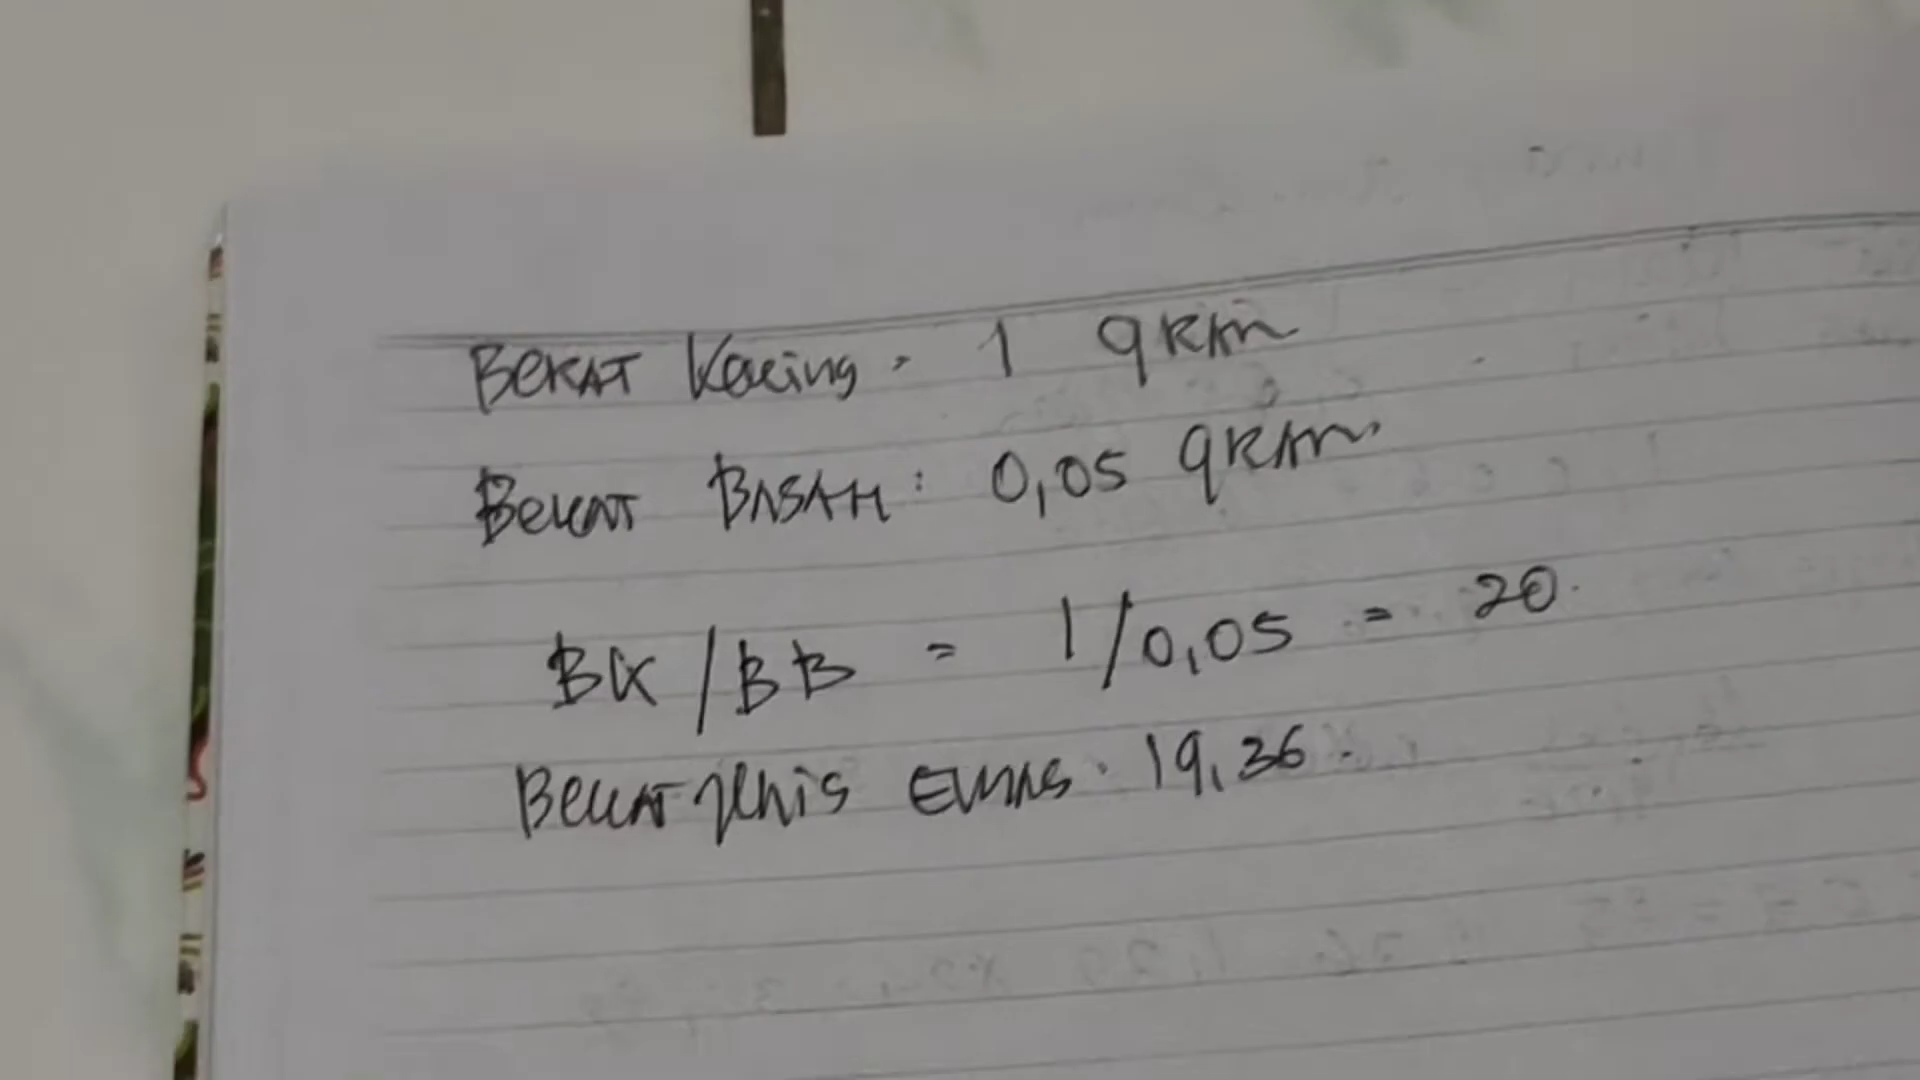 BERAT Kering. 1 gram
Berat BASAH: 0,05 gram.
BK/BB = 1/0,05 = 20.
Berat Jenis EMAS. 19,36.